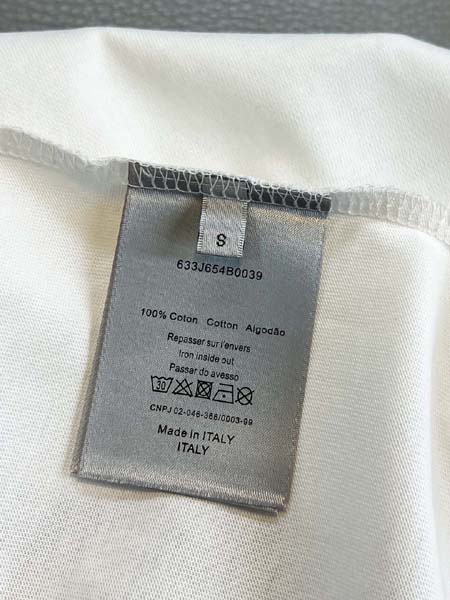 S
633J654B0039
100% Coton Cotton Algodão
Repasser sur l'envers
Iron inside out
Passar do avesso
30
CNPJ 02-046-368/0003-99
Made in ITALY
ITALY